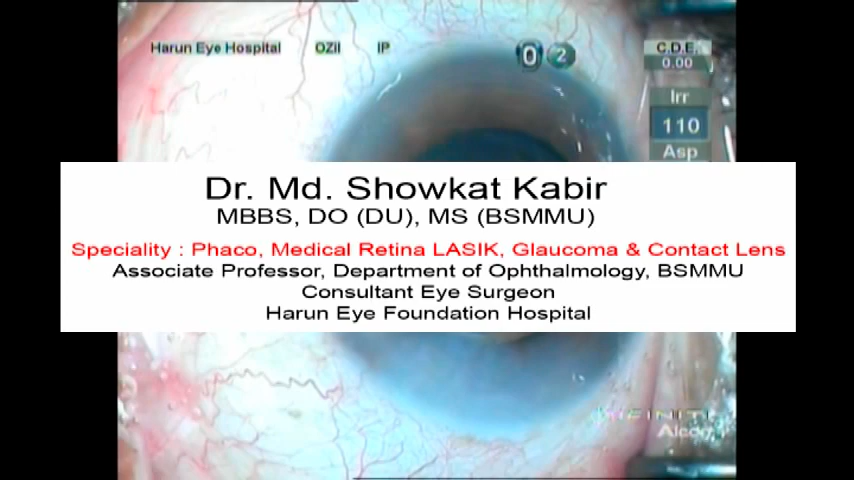 Harun Eye Hospital OZil IP 0 2 C.D.E.
0.00
Irr
110
Asp
Dr. Md. Showkat Kabir
MBBS, DO (DU), MS (BSMMU)
Speciality : Phaco, Medical Retina LASIK, Glaucoma & Contact Lens
Associate Professor, Department of Ophthalmology, BSMMU
Consultant Eye Surgeon
Harun Eye Foundation Hospital
INFINITI
Alcon